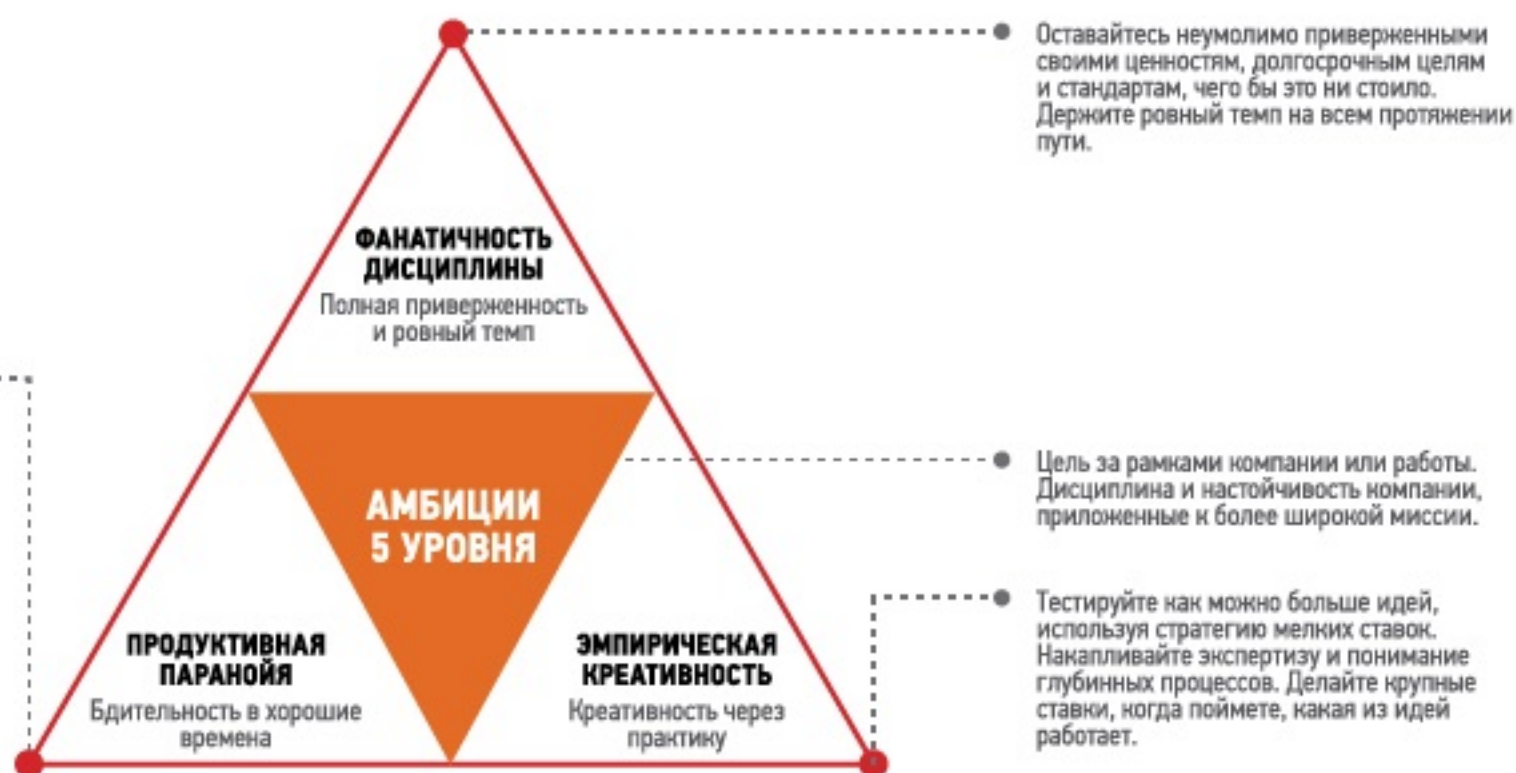 Оставайтесь неумолимо приверженными
своими ценностям, долгосрочным целям
и стандартам, чего бы это ни стоило.
Держите ровный темп на всем протяжении
пути.
ФАНАТИЧНОСТЬ
ДИСЦИПЛИНЫ
Полная приверженность
и ровный темп
АМБИЦИИ
5 УРОВНЯ
Цель за рамками компании или работы.
Дисциплина и настойчивость компании,
приложенные к более широкой миссии.
ПРОДУКТИВНАЯ
ПАРАНОЙЯ
Бдительность в хорошие
времена
ЭМПИРИЧЕСКАЯ
КРЕАТИВНОСТЬ
Креативность через
практику
Тестируйте как можно больше идей,
используя стратегию мелких ставок.
Накапливайте экспертизу и понимание
глубинных процессов. Делайте крупные
ставки, когда поймете, какая из идей
работает.